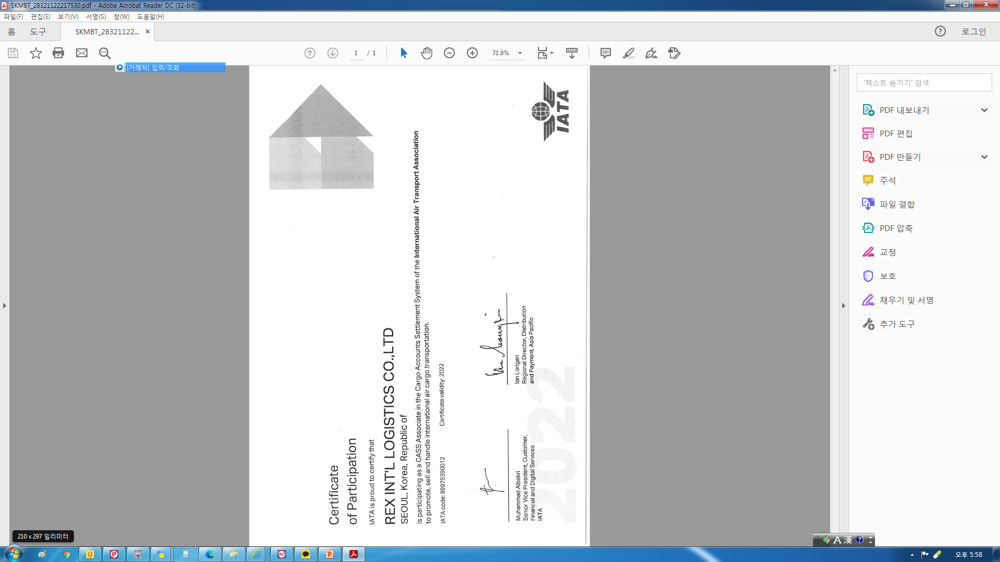 SKMBT_28321122217530.pdf - Adobe Acrobat Reader DC (32-bit)
파일(F) 편집(E) 보기(V) 서명(S) 창(W) 도움말(H)
홈 도구 SKMBT_28321122... 로그인
1 / 1 71.9%
[거래처] 입력/조회
Certificate
of Participation
IATA is proud to certify that
REX INT'L LOGISTICS CO.,LTD
SEOUL, Korea, Republic of
is participating as a CASS Associate in the Cargo Accounts Settlement System of the International Air Transport Association
to promote, sell and handle international air cargo transportation.
IATA code: 99975390012 Certificate validity: 2022
Muhammad Albakri
Senior Vice President, Customer,
Financial and Digital Services
IATA
Ian Lorigan
Regional Director, Distribution
and Payment, Asia Pacific
2022
IATA
'텍스트 숨기기' 검색
PDF 내보내기
PDF 편집
PDF 만들기
주석
파일 결합
PDF 압축
교정
보호
채우기 및 서명
추가 도구
210 x 297 밀리미터
A 漢
오후 5:58